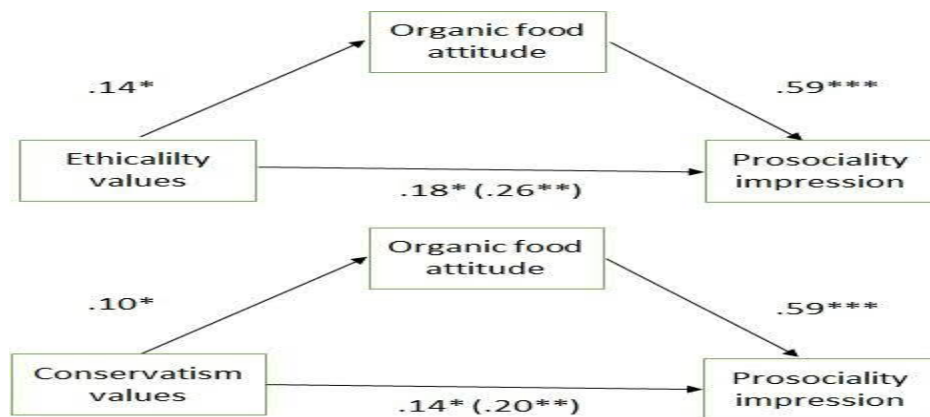 Organic food
attitude
.14*
.59***
Ethicalilty
values
Prosociality
impression
.18* (.26**)
Organic food
attitude
.10*
.59***
Conservatism
values
Prosociality
impression
.14* (.20**)